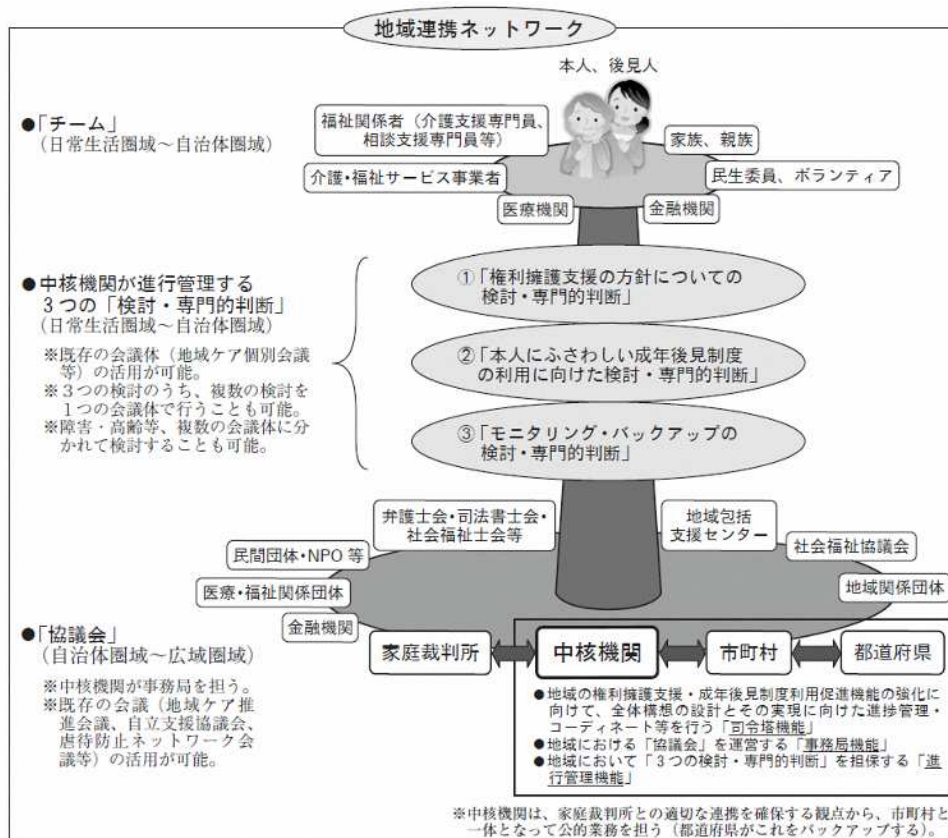 地域連携ネットワーク
本人、後見人
●「チーム」
（日常生活圏域〜自治体圏域）
福祉関係者（介護支援専門員、
相談支援専門員等）
家族、親族
介護・福祉サービス事業者
民生委員、ボランティア
医療機関
金融機関
●中核機関が進行管理する
３つの「検討・専門的判断」
（日常生活圏域〜自治体圏域）
※既存の会議体（地域ケア個別会議
等）の活用が可能。
※３つの検討のうち、複数の検討を
１つの会議体で行うことも可能。
※障害・高齢等、複数の会議体に分
かれて検討することも可能。
①「権利擁護支援の方針についての
検討・専門的判断」
②「本人にふさわしい成年後見制度
の利用に向けた検討・専門的判断」
③「モニタリング・バックアップの
検討・専門的判断」
弁護士会・司法書士会・
社会福祉士会等
地域包括
支援センター
民間団体・NPO 等
社会福祉協議会
医療・福祉関係団体
地域関係団体
金融機関
●「協議会」
（自治体圏域〜広域圏域）
※中核機関が事務局を担う。
※既存の会議（地域ケア推
進会議、自立支援協議会、
虐待防止ネットワーク会
議等）の活用が可能。
家庭裁判所
中核機関
市町村
都道府県
●地域の権利擁護支援・成年後見制度利用促進機能の強化に
向けて、全体構想の設計とその実現に向けた進捗管理・
コーディネート等を行う「司令塔機能」
●地域における「協議会」を運営する「事務局機能」
●地域において「３つの検討・専門的判断」を担保する「進
行管理機能」
※中核機関は、家庭裁判所との適切な連携を確保する観点から、市町村と
一体となって公的業務を担う（都道府県がこれをバックアップする）。